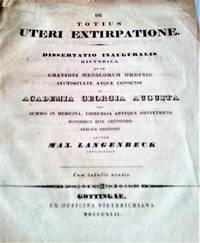 DE
TOTIUS
UTERI EXTIRPATIONE.
DISSERTATIO INAUGURALIS
HISTORICA
QUAM
GRATIOSI MEDICORUM ORDINIS
AUCTORITATE ATQUE CONSENSU
IN
ACADEMIA GEORGIA AUGUSTA
PRO
SUMMIS IN MEDICINA, CHIRURGIA ARTEQUE OBSTETRICIA
HONORIBUS RITE OBTINENDIS
PUBLICE DEFENDET
AUCTOR
MAX. LANGENBECK
Cum tabulis aeneis
GOTTINGAE,
EX OFFICINA DIETERICHIANA
MDCCCXLII.